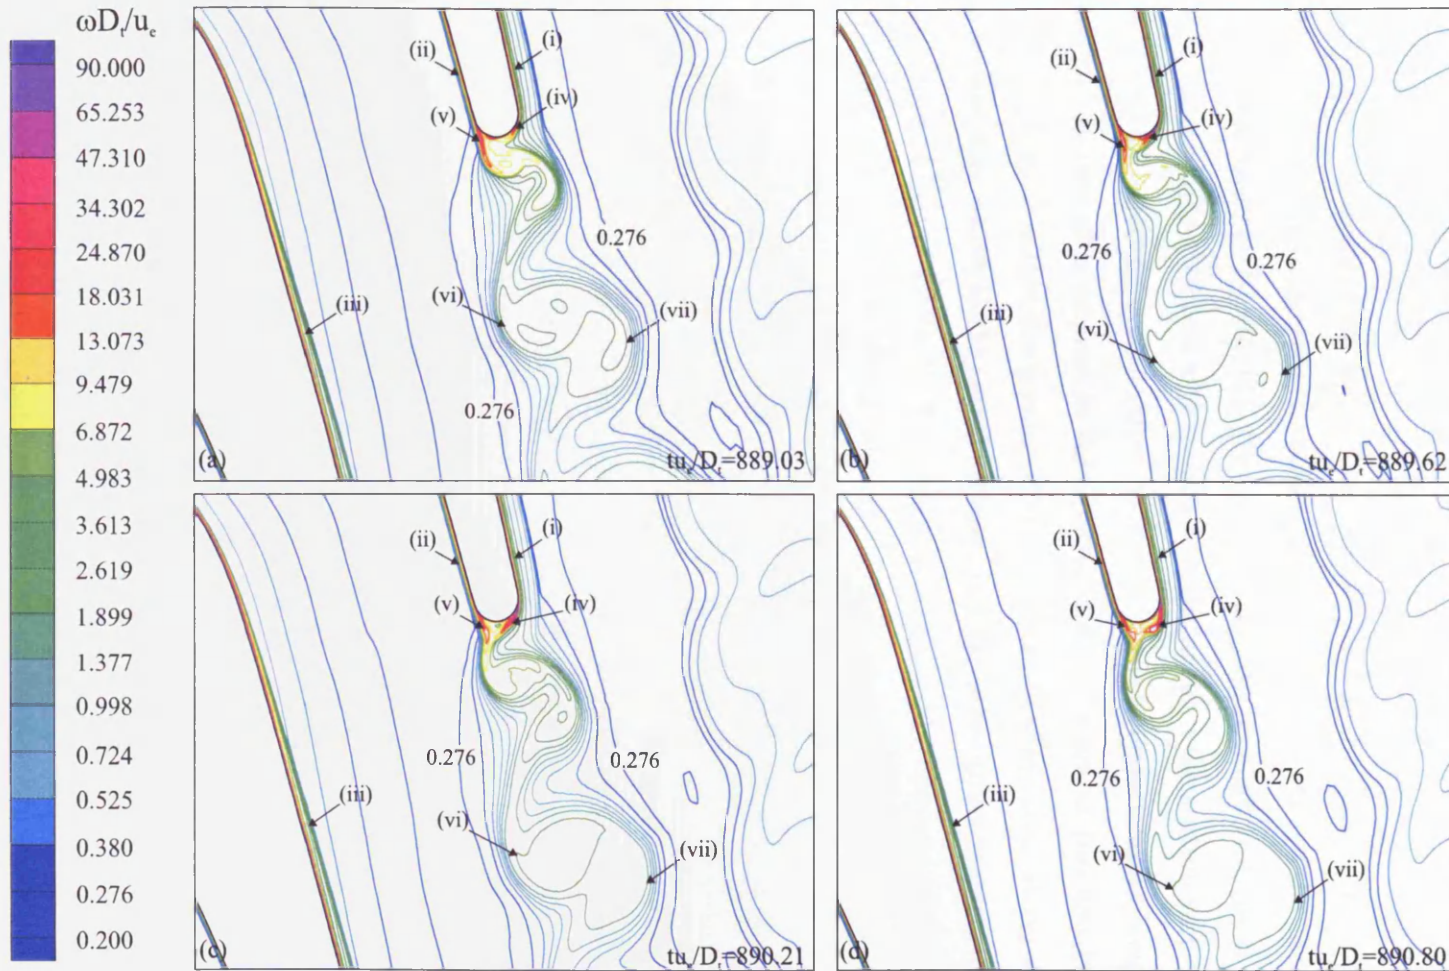 ωDₜ/uₑ
90.000
65.253
47.310
34.302
24.870
18.031
13.073
9.479
6.872
4.983
3.613
2.619
1.899
1.377
0.998
0.724
0.525
0.380
0.276
0.200
(ii)
(i)
(v)
(iv)
0.276
(iii)
(vi)
(vii)
0.276
(a)
tuₑ/Dₜ=889.03
(ii)
(i)
(v)
(iv)
0.276
0.276
(iii)
(vi)
(vii)
(b)
tuₑ/Dₜ=889.62
(ii)
(i)
(v)
(iv)
0.276
0.276
(iii)
(vi)
(vii)
(c)
tuₑ/Dₜ=890.21
(ii)
(i)
(v)
(iv)
0.276
0.276
(iii)
(vi)
(vii)
(d)
tuₑ/Dₜ=890.80